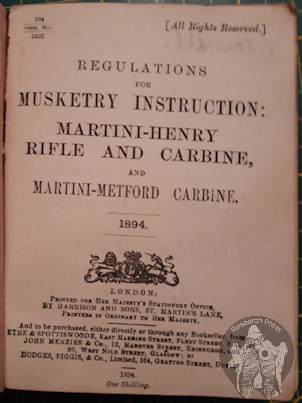 104
Gen. No.
[All Rights Reserved.]
REGULATIONS
FOR
MUSKETRY INSTRUCTION:
MARTINI-HENRY
RIFLE AND CARBINE,
AND
MARTINI-METFORD CARBINE.
1894.
LONDON:
PRINTED FOR HER MAJESTY'S STATIONERY OFFICE,
BY HARRISON AND SONS, ST. MARTIN'S LANE,
PRINTERS IN ORDINARY TO HER MAJESTY.
And to be purchased, either directly or through any Bookseller, from
EYRE & SPOTTISWOODE, EAST HARDING STREET, FLEET STREET,
JOHN MENZIES & Co., 12, HANOVER STREET, EDINBURGH,
90, WEST NILE STREET, GLASGOW; or
HODGES, FIGGIS, & Co., LIMITED, 104, GRAFTON STREET,
1894.
One Shilling.
Research Press